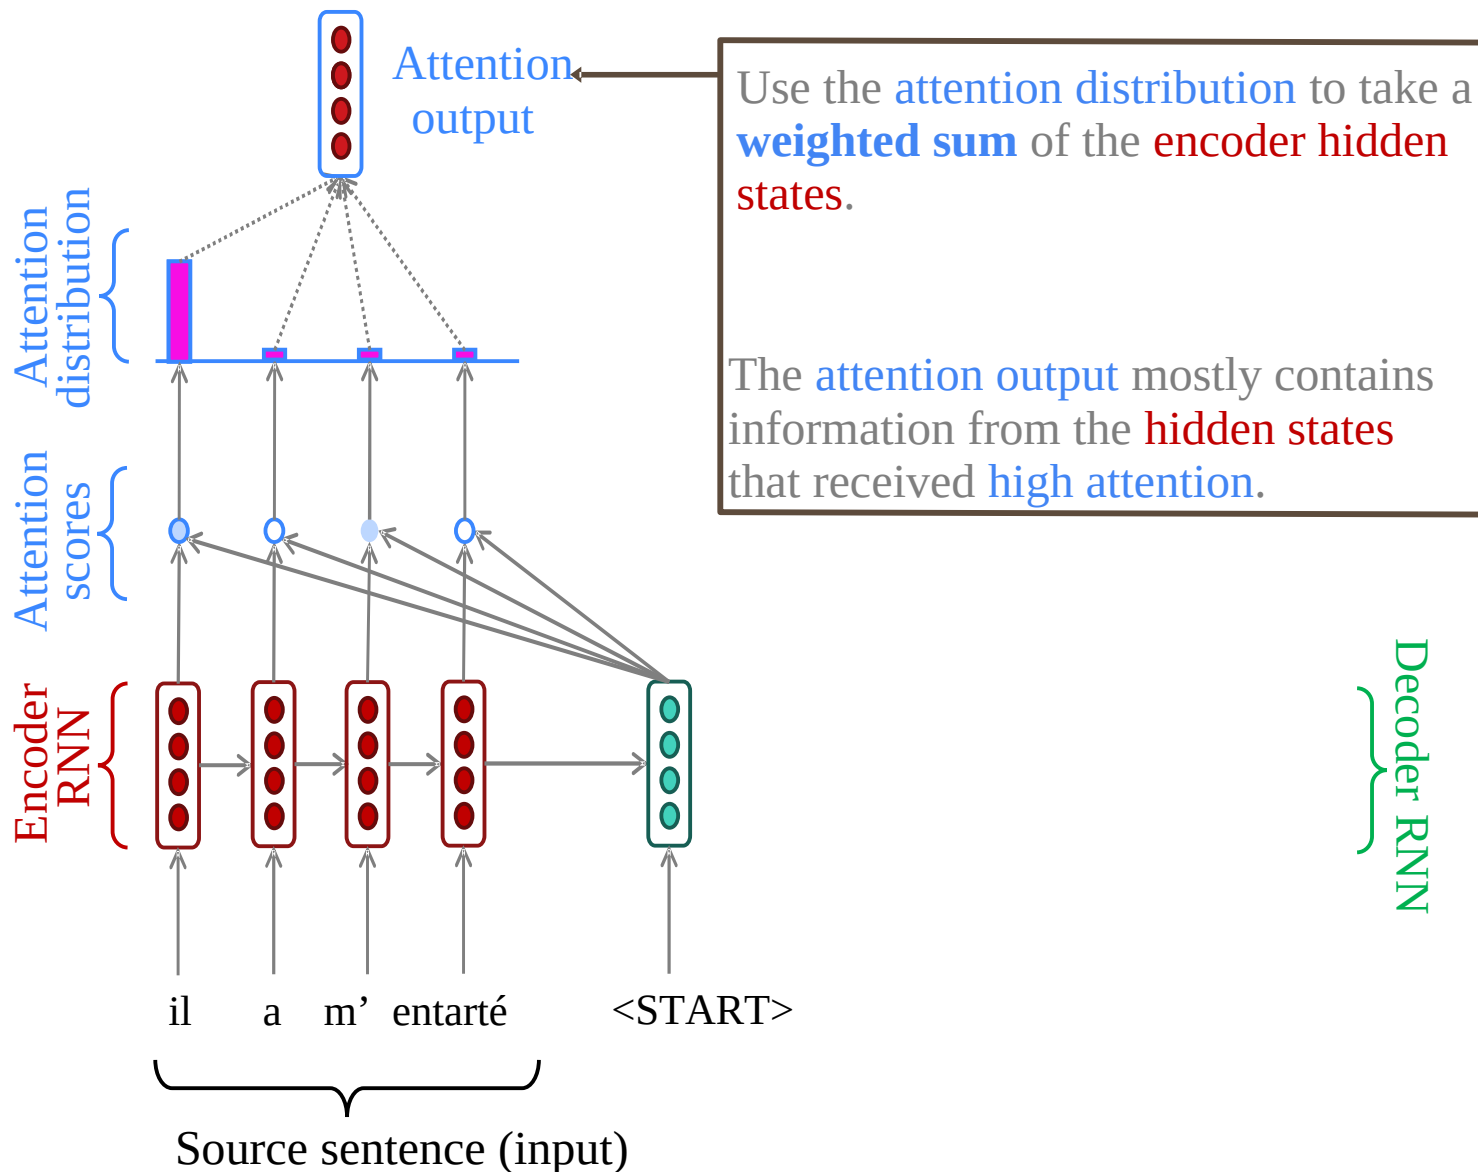 Attention
output
Use the attention distribution to take a
weighted sum of the encoder hidden
states.
The attention output mostly contains
information from the hidden states
that received high attention.
Attention
distribution
Attention
scores
Encoder
RNN
Decoder RNN
il a m’ entarté <START>
Source sentence (input)